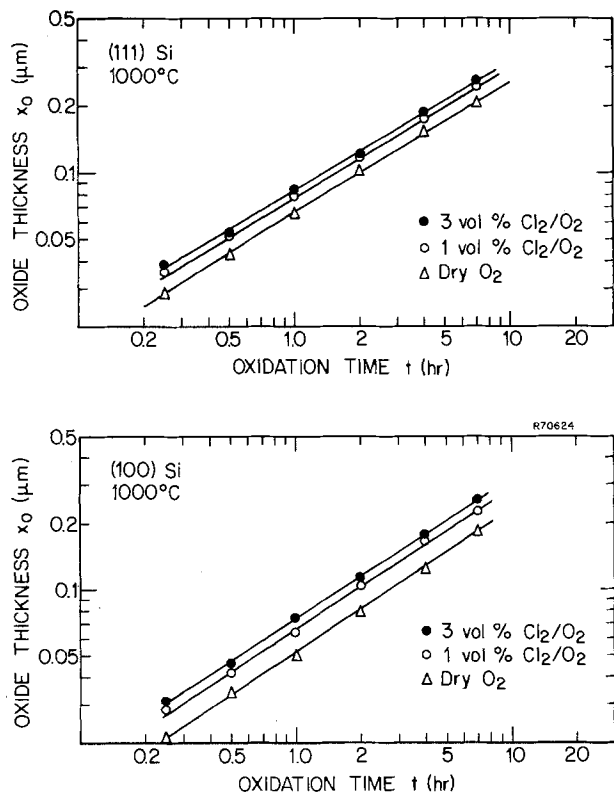 0.5
(111) Si
1000°C
0.2
0.1
0.05
OXIDE THICKNESS x₀ (μm)
● 3 vol % Cl₂/O₂
○ 1 vol % Cl₂/O₂
△ Dry O₂
0.2 0.5 1.0 2 5 10 20
OXIDATION TIME t (hr)
R70624
0.5
(100) Si
1000°C
0.2
0.1
0.05
OXIDE THICKNESS x₀ (μm)
● 3 vol % Cl₂/O₂
○ 1 vol % Cl₂/O₂
△ Dry O₂
0.2 0.5 1.0 2 5 10 20
OXIDATION TIME t (hr)